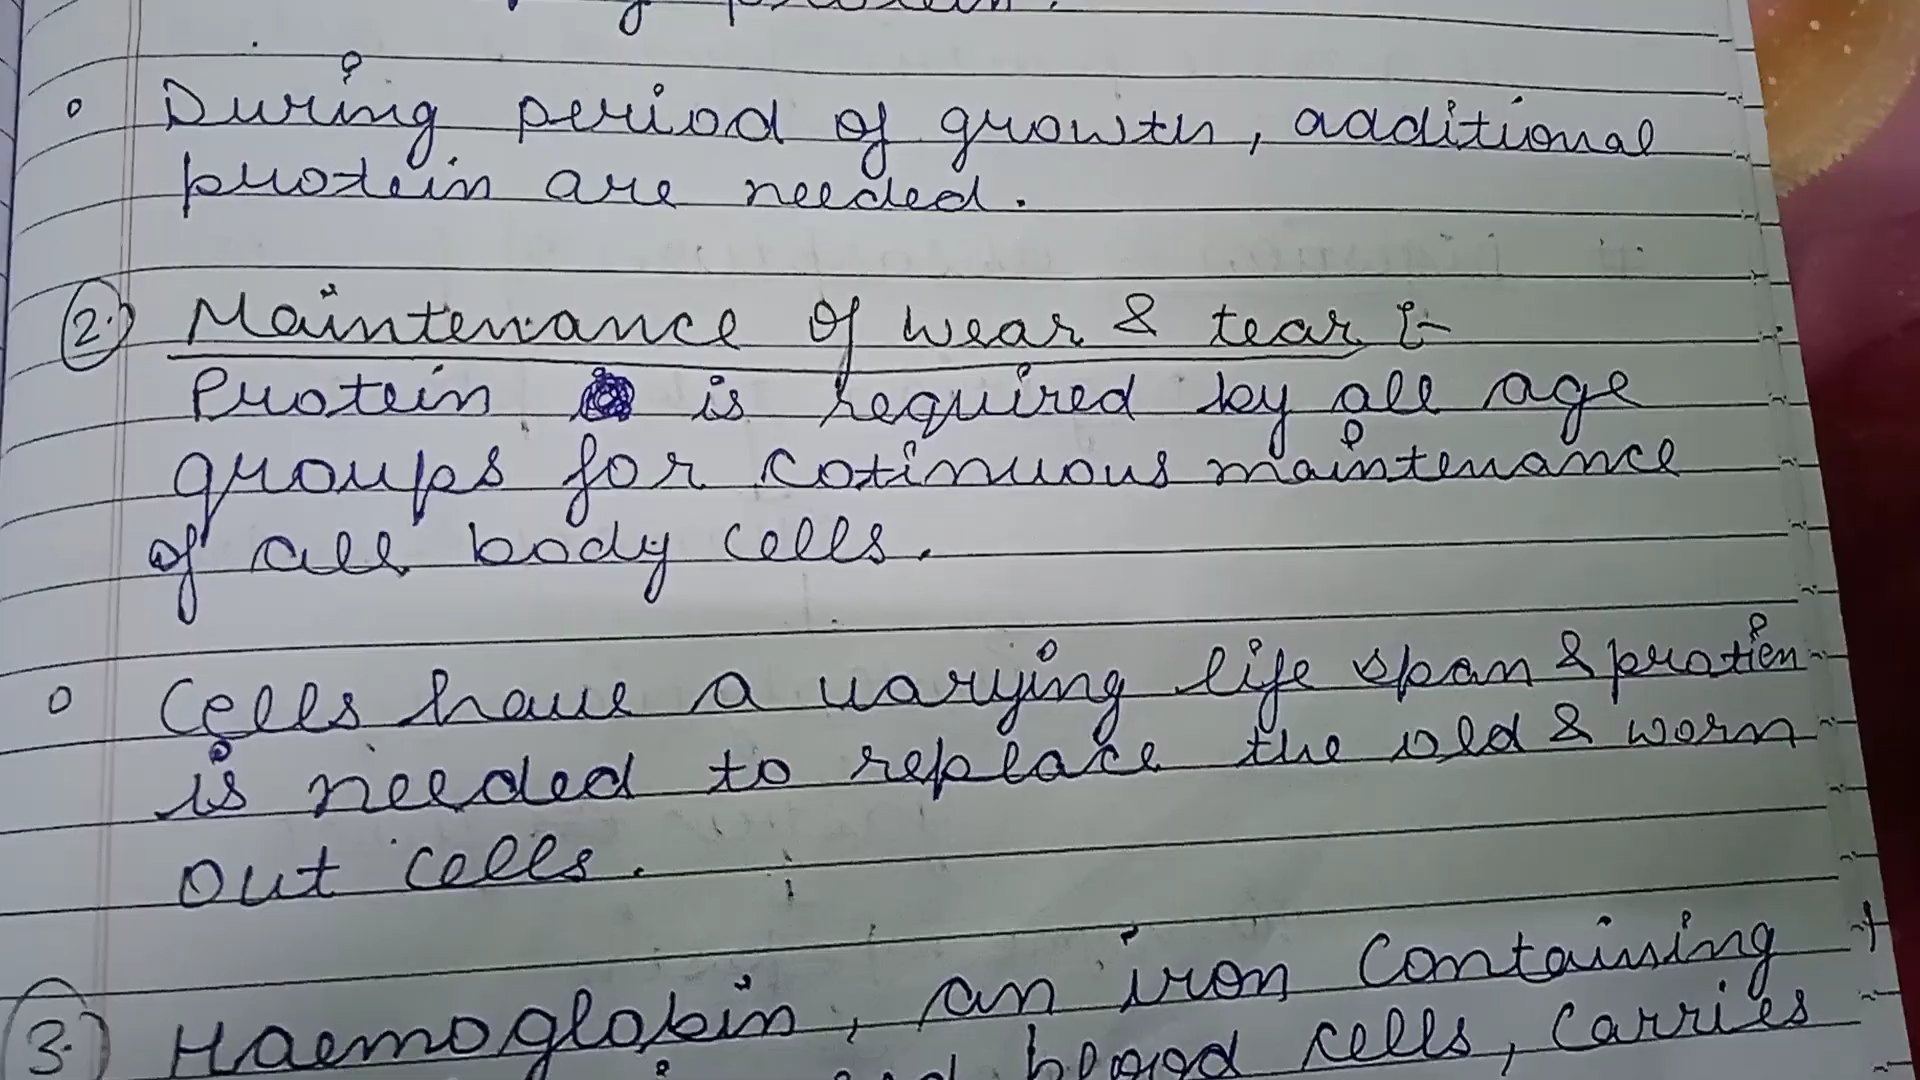 protein.
o During period of growth, additional
protein are needed.
2. Maintenance of wear & tear :-
Protein is required by all age
groups for cotinuous maintenance
of all body cells.
o Cells have a varying life span & protien
is needed to replace the old & worn
out cells.
3. Haemoglobin, an iron containing
blood cells, carries